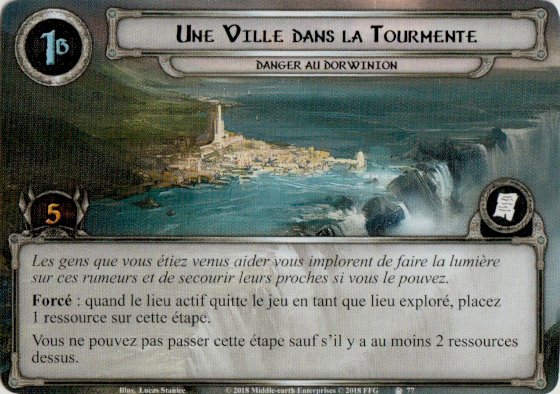 1B
UNE VILLE DANS LA TOURMENTE
DANGER AU DORWINION
5
Les gens que vous étiez venus aider vous implorent de faire la lumière
sur ces rumeurs et de secourir leurs proches si vous le pouvez.
Forcé : quand le lieu actif quitte le jeu en tant que lieu exploré, placez
1 ressource sur cette étape.
Vous ne pouvez pas passer cette étape sauf s'il y a au moins 2 ressources
dessus.
Illus. Lucas Staniec © 2018 Middle-earth Enterprises © 2018 FFG 77